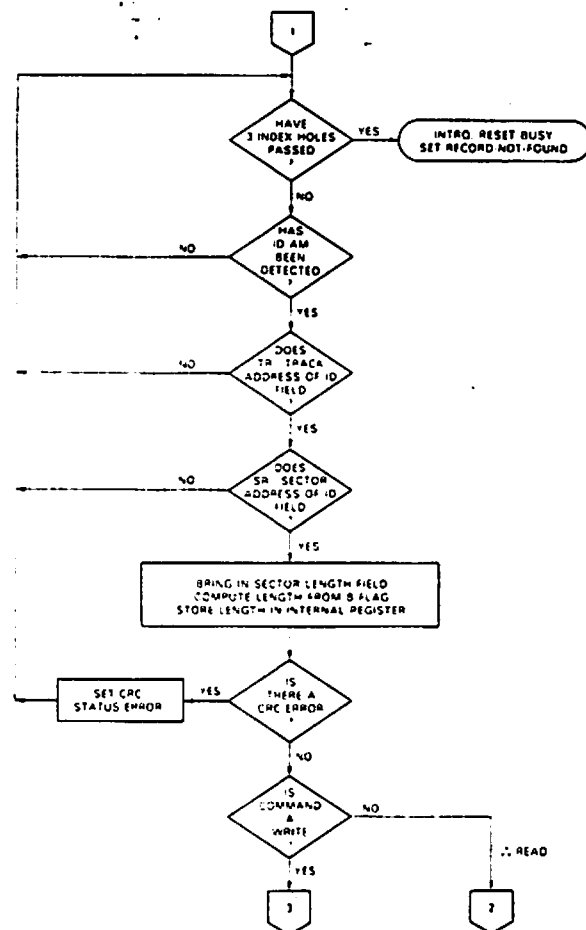 1
HAVE
3 INDEX HOLES
PASSED
?
YES
INTRQ, RESET BUSY
SET RECORD-NOT-FOUND
NO
HAS
ID AM
BEEN
DETECTED
?
NO
YES
DOES
TR = TRACK
ADDRESS OF ID
FIELD
?
NO
YES
DOES
SR = SECTOR
ADDRESS OF ID
FIELD
?
NO
YES
BRING IN SECTOR LENGTH FIELD
COMPUTE LENGTH FROM B FLAG
STORE LENGTH IN INTERNAL REGISTER
IS
THERE A
CRC ERROR
?
YES
SET CRC
STATUS ERROR
NO
IS
COMMAND
A
WRITE
?
NO
∴ READ
YES
3
2